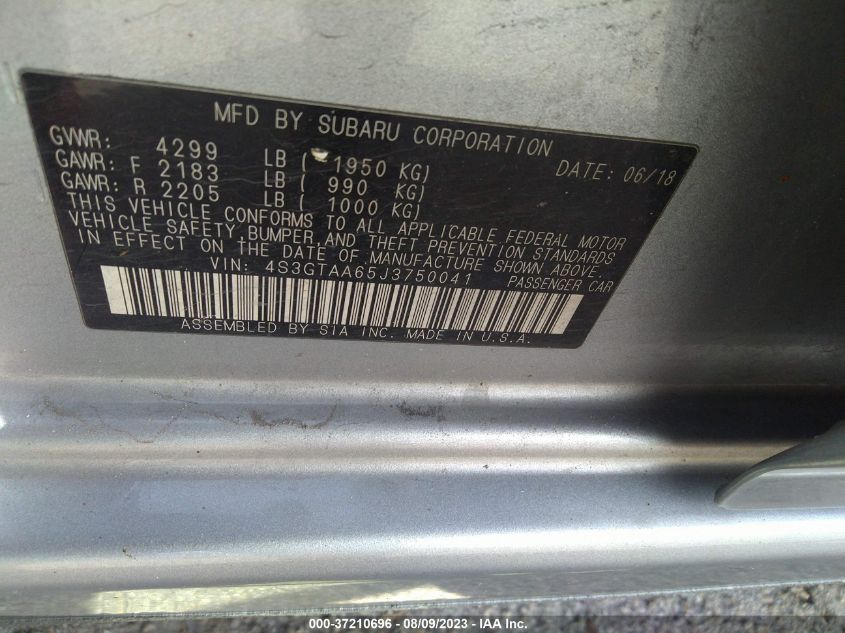 MFD BY SUBARU CORPORATION
GVWR: 4299 LB ( 1950 KG) DATE: 06/18
GAWR: F 2183 LB ( 990 KG)
GAWR: R 2205 LB ( 1000 KG)
THIS VEHICLE CONFORMS TO ALL APPLICABLE FEDERAL MOTOR
VEHICLE SAFETY, BUMPER, AND THEFT PREVENTION STANDARDS
IN EFFECT ON THE DATE OF MANUFACTURE SHOWN ABOVE.
VIN: 4S3GTAA65J3750041 PASSENGER CAR
ASSEMBLED BY SIA INC. MADE IN U.S.A.
000-37210696 - 08/09/2023 - IAA Inc.